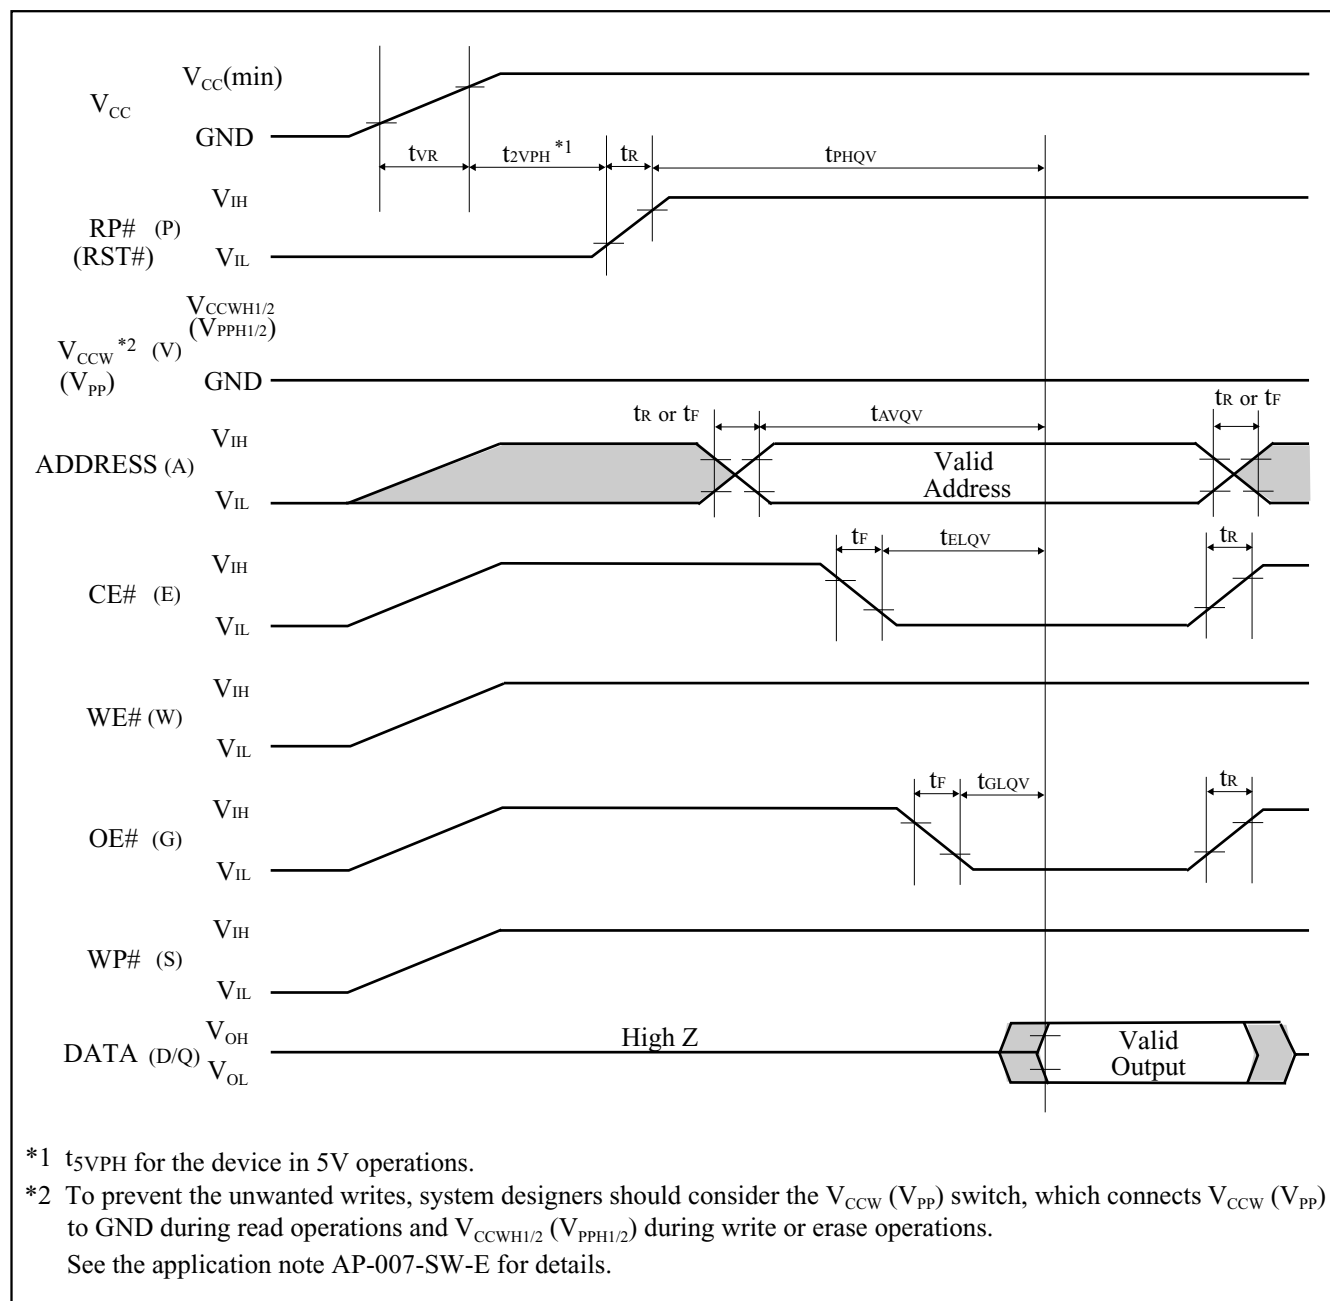 VCC(min)
VCC
GND
tVR
t2VPH *1
tR
tPHQV
VIH
RP# (P)
(RST#)
VIL
VCCWH1/2
(VPPH1/2)
VCCW *2 (V)
(VPP)
GND
tR or tF
tAVQV
tR or tF
VIH
ADDRESS (A)
Valid
Address
VIL
tF
tELQV
tR
VIH
CE# (E)
VIL
VIH
WE# (W)
VIL
tF
tGLQV
tR
VIH
OE# (G)
VIL
VIH
WP# (S)
VIL
VOH
High Z
DATA (D/Q)
Valid
Output
VOL
*1 t5VPH for the device in 5V operations.
*2 To prevent the unwanted writes, system designers should consider the VCCW (VPP) switch, which connects VCCW (VPP)
to GND during read operations and VCCWH1/2 (VPPH1/2) during write or erase operations.
See the application note AP-007-SW-E for details.